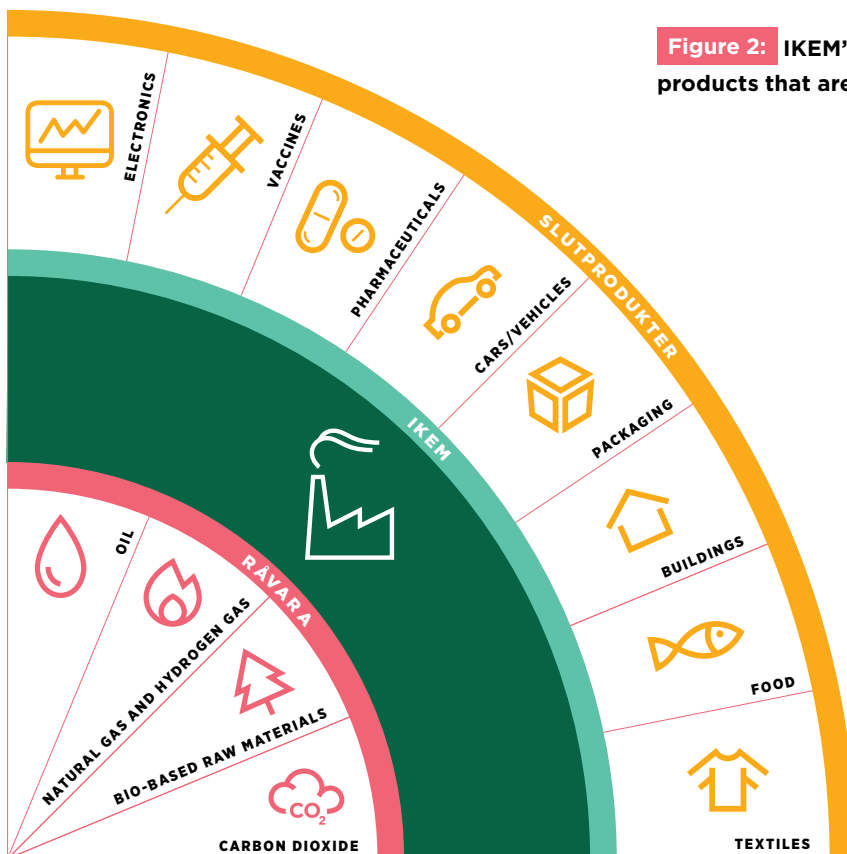 Figure 2: IKEM'
products that are
ELECTRONICS
VACCINES
PHARMACEUTICALS
CARS/VEHICLES
PACKAGING
BUILDINGS
FOOD
TEXTILES
SLUTPRODUKTER
IKEM
RÅVARA
OIL
NATURAL GAS AND HYDROGEN GAS
BIO-BASED RAW MATERIALS
CO₂
CARBON DIOXIDE